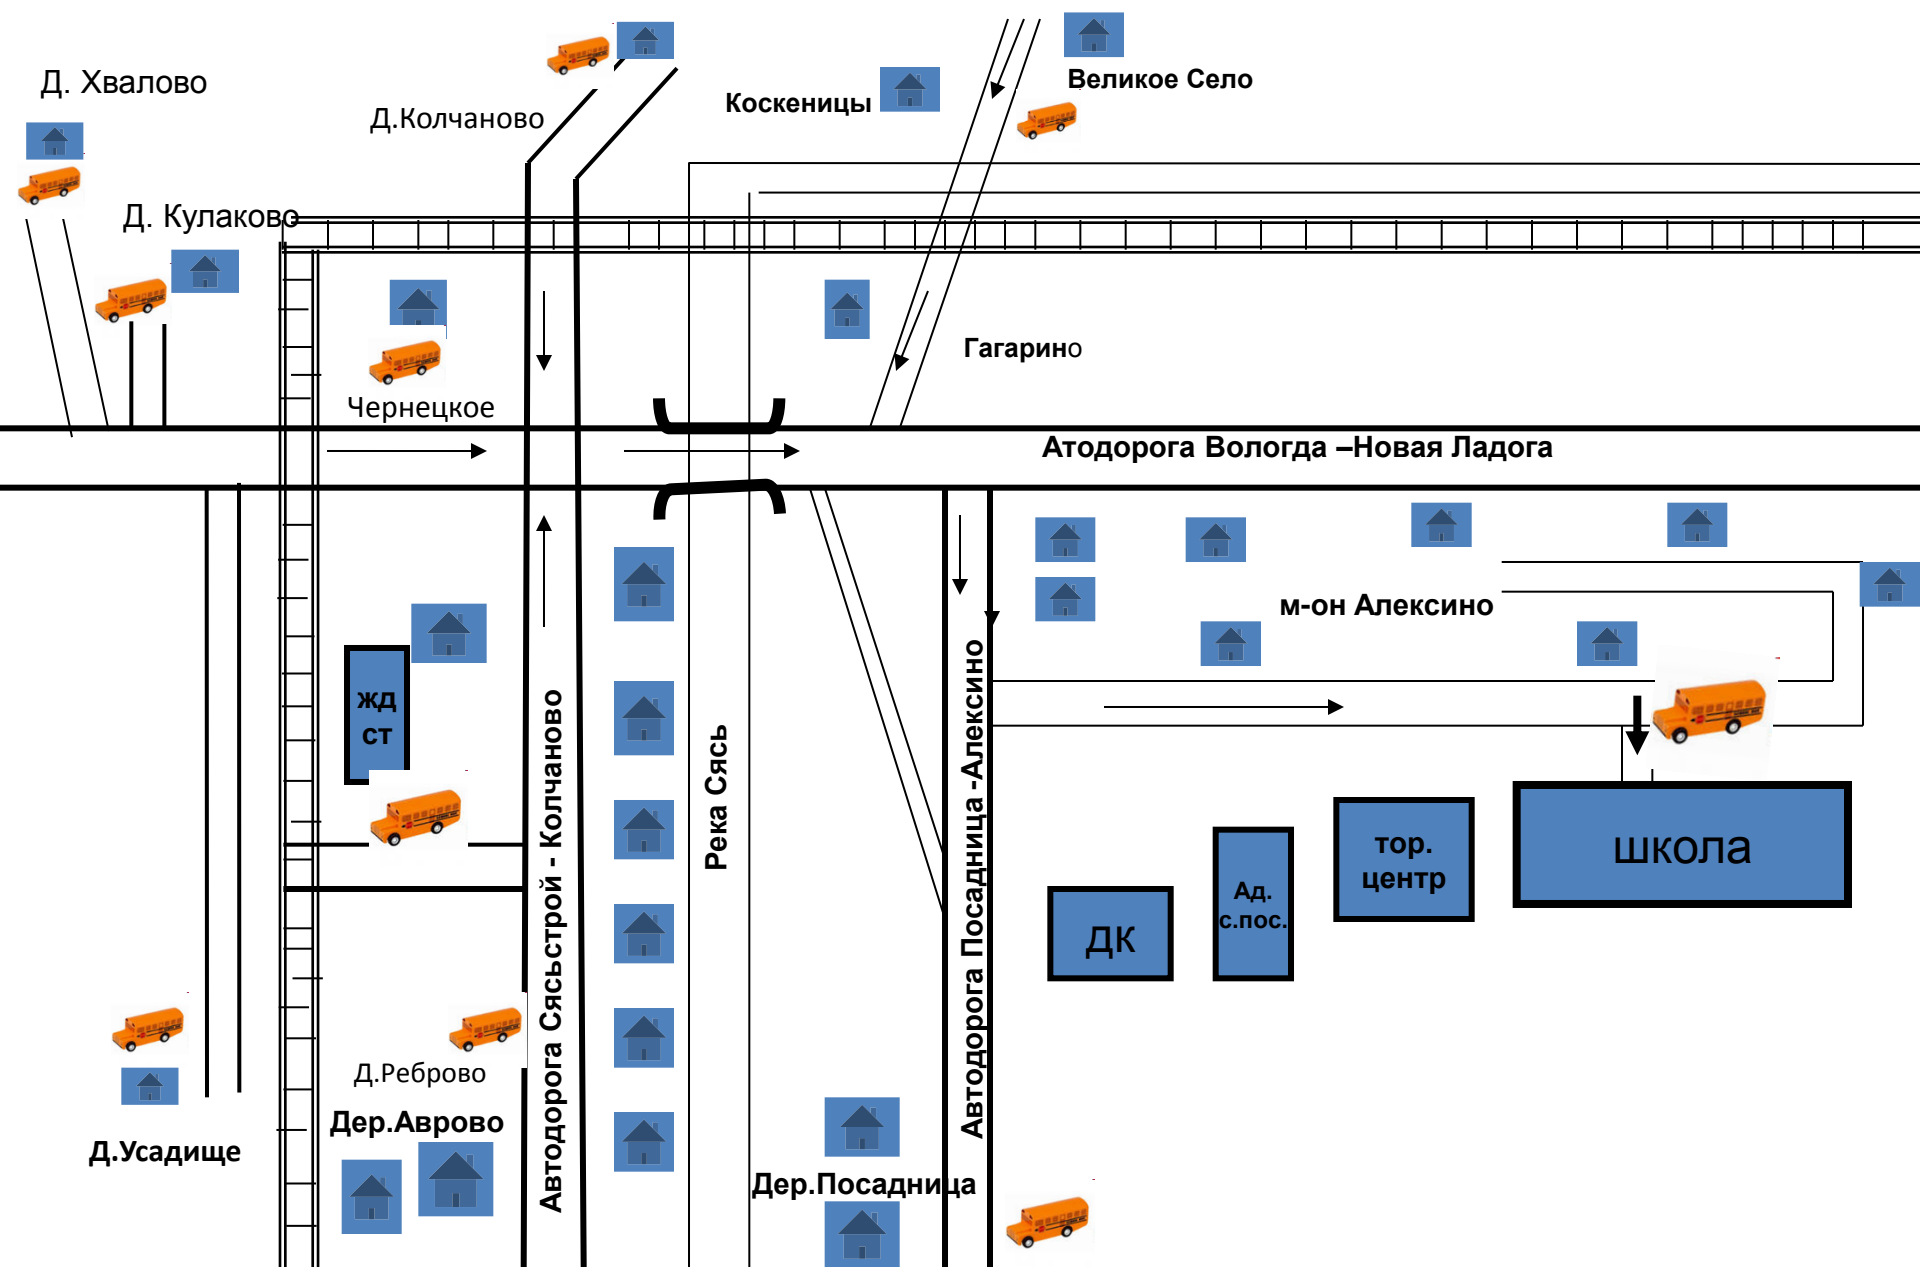 Д. Хвалово
Д.Колчаново
Коскеницы
Великое Село
Д. Кулаково
Гагарино
Чернецкое
Атодорога Вологда –Новая Ладога
м-он Алексино
жд
ст
Автодорога Сясьстрой - Колчаново
Река Сясь
Автодорога Посадница -Алексино
тор.
центр
школа
Ад.
с.пос.
ДК
Д.Реброво
Дер.Аврово
Д.Усадище
Дер.Посадница